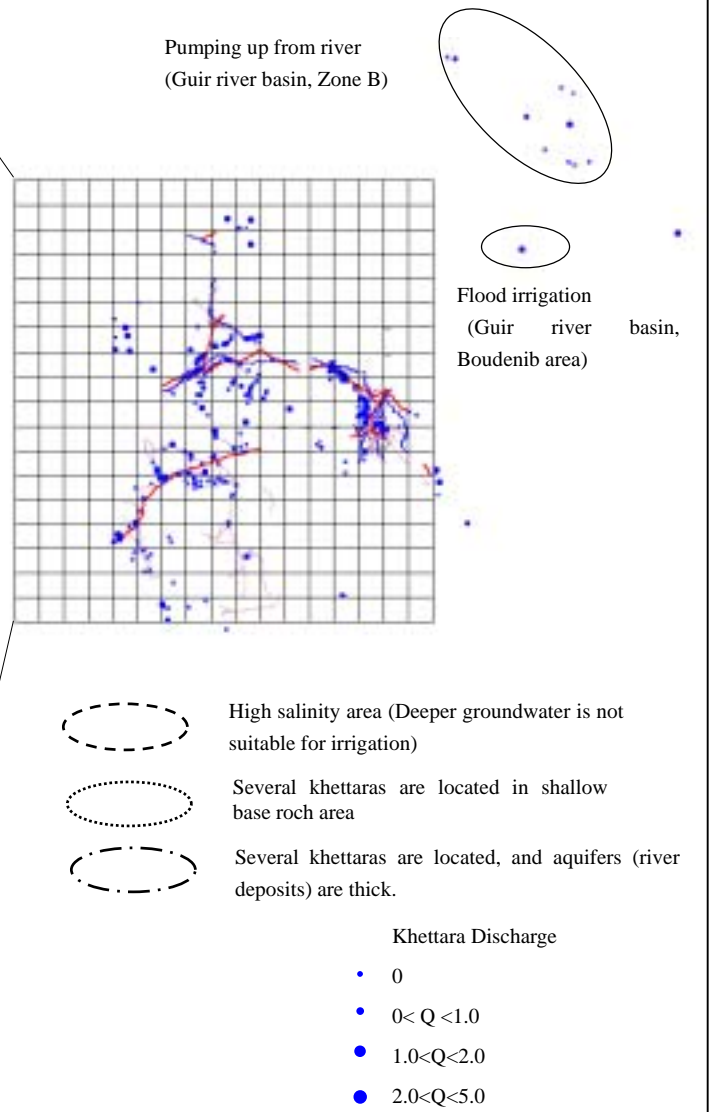 Pumping up from river
(Guir river basin, Zone B)
Flood irrigation
(Guir river basin,
Boudenib area)
High salinity area (Deeper groundwater is not
suitable for irrigation)
Several khettaras are located in shallow
base roch area
Several khettaras are located, and aquifers (river
deposits) are thick.
Khettara Discharge
0
0< Q <1.0
1.0<Q<2.0
2.0<Q<5.0